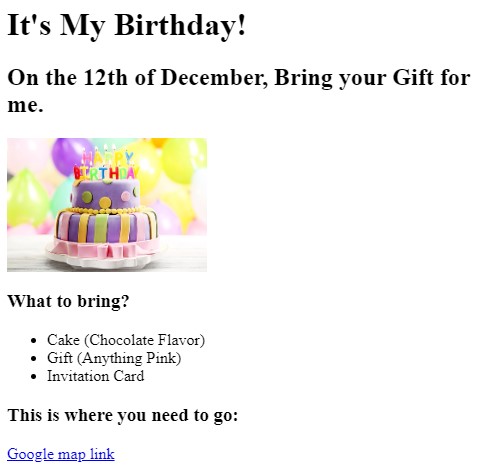 It's My Birthday!
On the 12th of December, Bring your Gift for
me.
HAPPY
BIRTHDAY
What to bring?
Cake (Chocolate Flavor)
Gift (Anything Pink)
Invitation Card
This is where you need to go:
Google map link